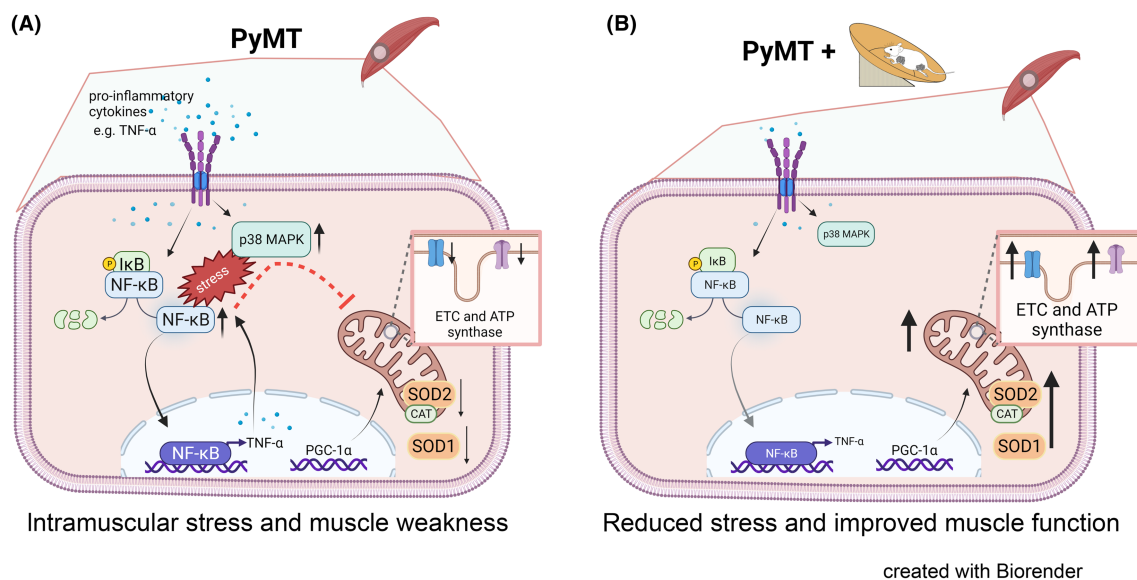 (A)
PyMT
pro-inflammatory
cytokines
e.g. TNF-α
p38 MAPK
P
IκB
NF-κB
stress
NF-κB
ETC and ATP
synthase
SOD2
CAT
SOD1
NF-κB
TNF-α
PGC-1α
Intramuscular stress and muscle weakness
(B)
PyMT +
p38 MAPK
P
IκB
NF-κB
NF-κB
ETC and ATP
synthase
SOD2
CAT
SOD1
NF-κB
TNF-α
PGC-1α
Reduced stress and improved muscle function
created with Biorender